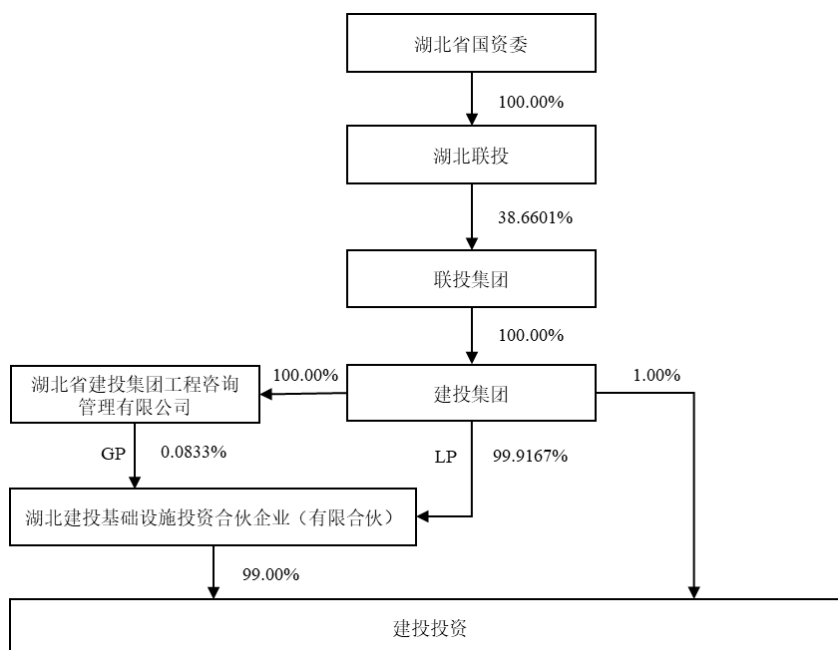 湖北省国资委
100.00%
湖北联投
38.6601%
联投集团
100.00%
湖北省建投集团工程咨询
管理有限公司
100.00%
建投集团
1.00%
GP
0.0833%
LP
99.9167%
湖北建投基础设施投资合伙企业（有限合伙）
99.00%
建投投资